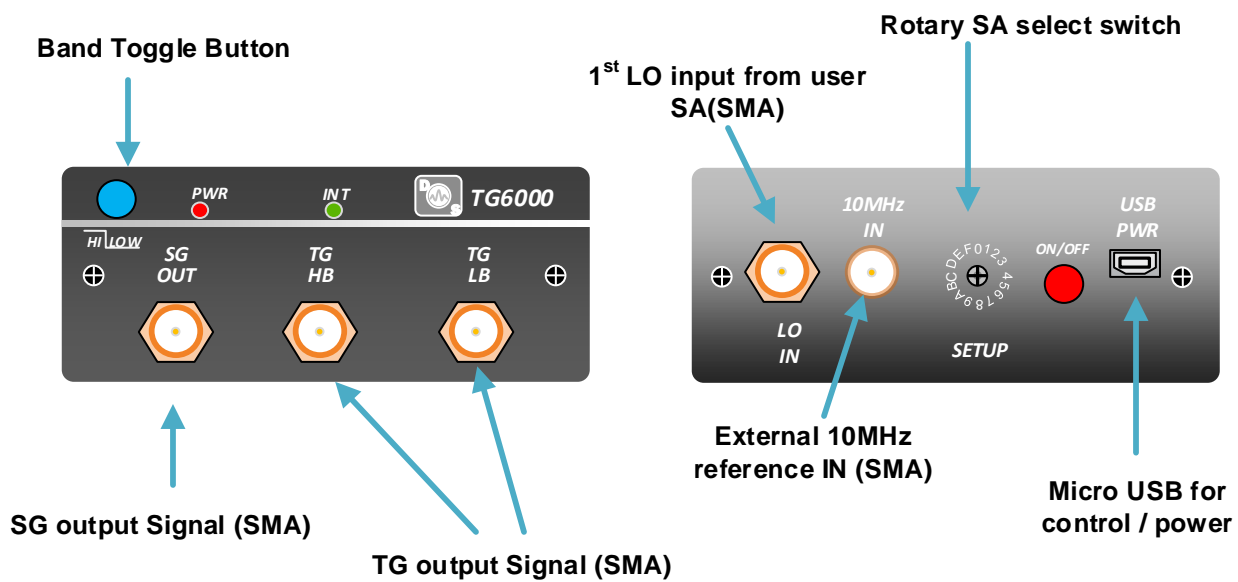 Band Toggle Button
PWR
INT
D
S
TG6000
HI LOW
SG
OUT
TG
HB
TG
LB
SG output Signal (SMA)
TG output Signal (SMA)
Rotary SA select switch
1st LO input from user
SA(SMA)
10MHz
IN
USB
PWR
ON/OFF
0123456789ABCDEF
LO
IN
SETUP
External 10MHz
reference IN (SMA)
Micro USB for
control / power